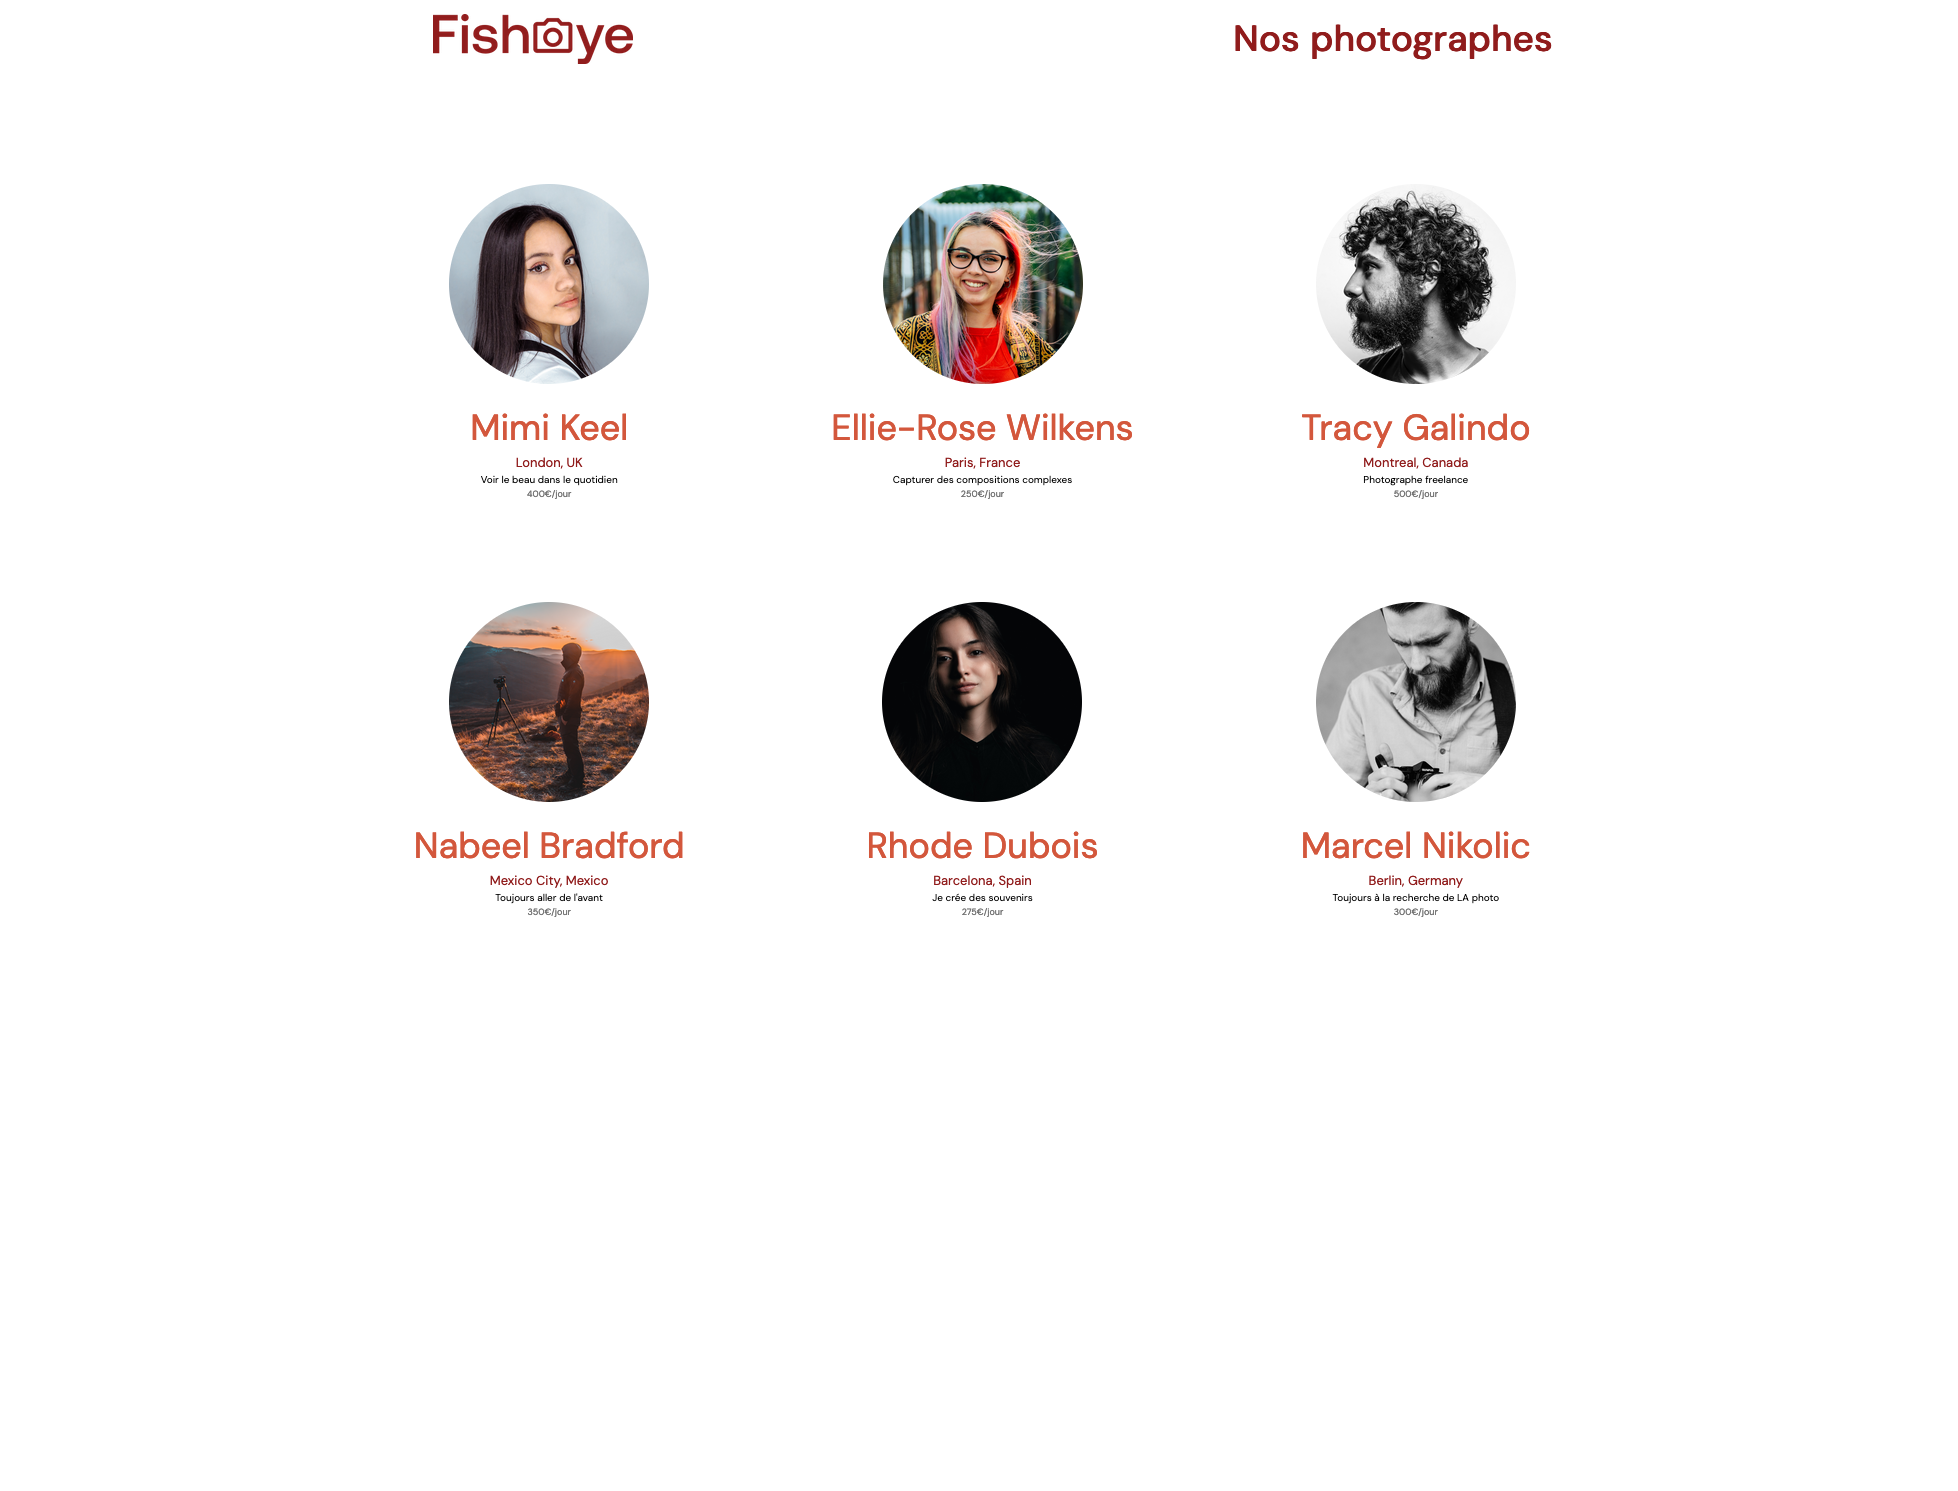 Fisheye
Nos photographes
Mimi Keel
London, UK
Voir le beau dans le quotidien
400€/jour
Ellie-Rose Wilkens
Paris, France
Capturer des compositions complexes
250€/jour
Tracy Galindo
Montreal, Canada
Photographe freelance
500€/jour
Nabeel Bradford
Mexico City, Mexico
Toujours aller de l'avant
350€/jour
Rhode Dubois
Barcelona, Spain
Je crée des souvenirs
275€/jour
Marcel Nikolic
Berlin, Germany
Toujours à la recherche de LA photo
300€/jour